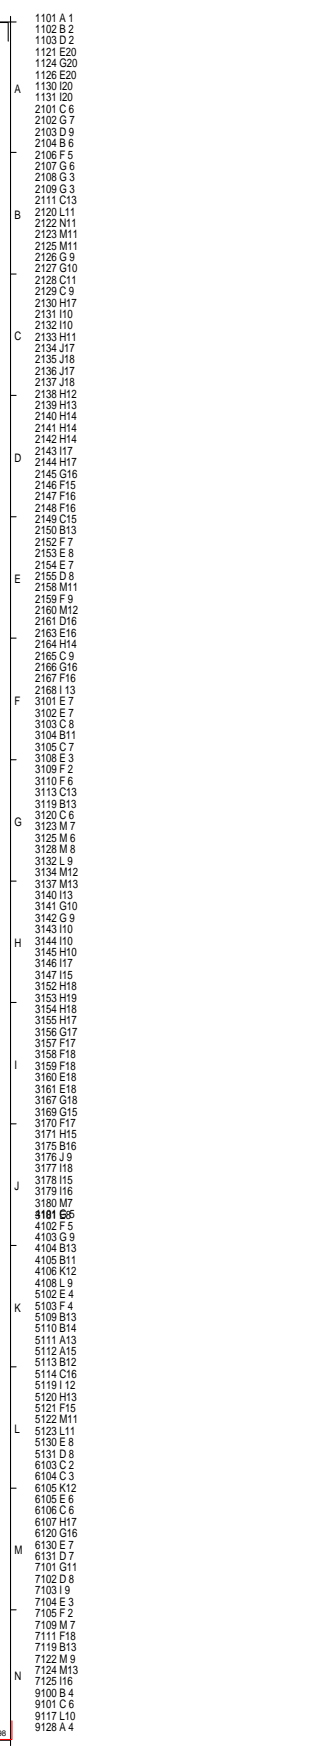 1101 A 1
1102 B 2
1103 D 2
1121 E20
1124 G20
1126 E20
1130 I20
1131 I20
2101 C 6
2102 G 7
2103 D 9
2104 B 6
2106 F 5
2107 G 6
2108 G 3
2109 G 3
2111 C13
2120 L11
2122 N11
2123 M11
2125 M11
2126 G 9
2127 G10
2128 C11
2129 C 9
2130 H17
2131 I10
2132 I10
2133 H11
2134 J17
2135 J18
2136 J17
2137 J18
2138 H12
2139 H13
2140 H14
2141 H14
2142 H14
2143 I17
2144 H17
2145 G16
2146 F15
2147 F16
2148 F16
2149 C15
2150 B13
2152 F 7
2153 E 8
2154 E 7
2155 D 8
2158 M11
2159 F 9
2160 M12
2161 D16
2163 E16
2164 H14
2165 C 9
2166 G16
2167 F16
2168 I 13
3101 E 7
3102 E 7
3103 C 8
3104 B11
3105 C 7
3108 E 3
3109 F 2
3110 F 6
3113 C13
3119 B13
3120 C 6
3123 M 7
3125 M 6
3128 M 8
3132 L 9
3134 M12
3137 M13
3140 I13
3141 G10
3142 G 9
3143 I10
3144 I10
3145 H10
3146 I17
3147 I15
3152 H18
3153 H19
3154 H18
3155 H17
3156 G17
3157 F17
3158 F18
3159 F18
3160 E18
3161 E18
3167 G18
3169 G15
3170 F17
3171 H15
3175 B16
3176 J 9
3177 I18
3178 I15
3179 I16
3180 M7
4102 F 5
4103 G 9
4104 B13
4105 B11
4106 K12
4108 L 9
5102 E 4
5103 F 4
5109 B13
5110 B14
5111 A13
5112 A15
5113 B12
5114 C16
5119 I 12
5120 H13
5121 F15
5122 M11
5123 L11
5130 E 8
5131 D 8
6103 C 2
6104 C 3
6105 K12
6105 E 6
6106 C 6
6107 H17
6120 G16
6130 E 7
6131 D 7
7101 G11
7102 D 8
7103 I 9
7104 E 3
7105 F 2
7109 M 7
7111 F18
7119 B13
7122 M 9
7124 M13
7125 I16
9100 B 4
9101 C 6
9117 L10
9128 A 4
A
B
C
D
E
F
G
H
I
J
K
L
M
N
98